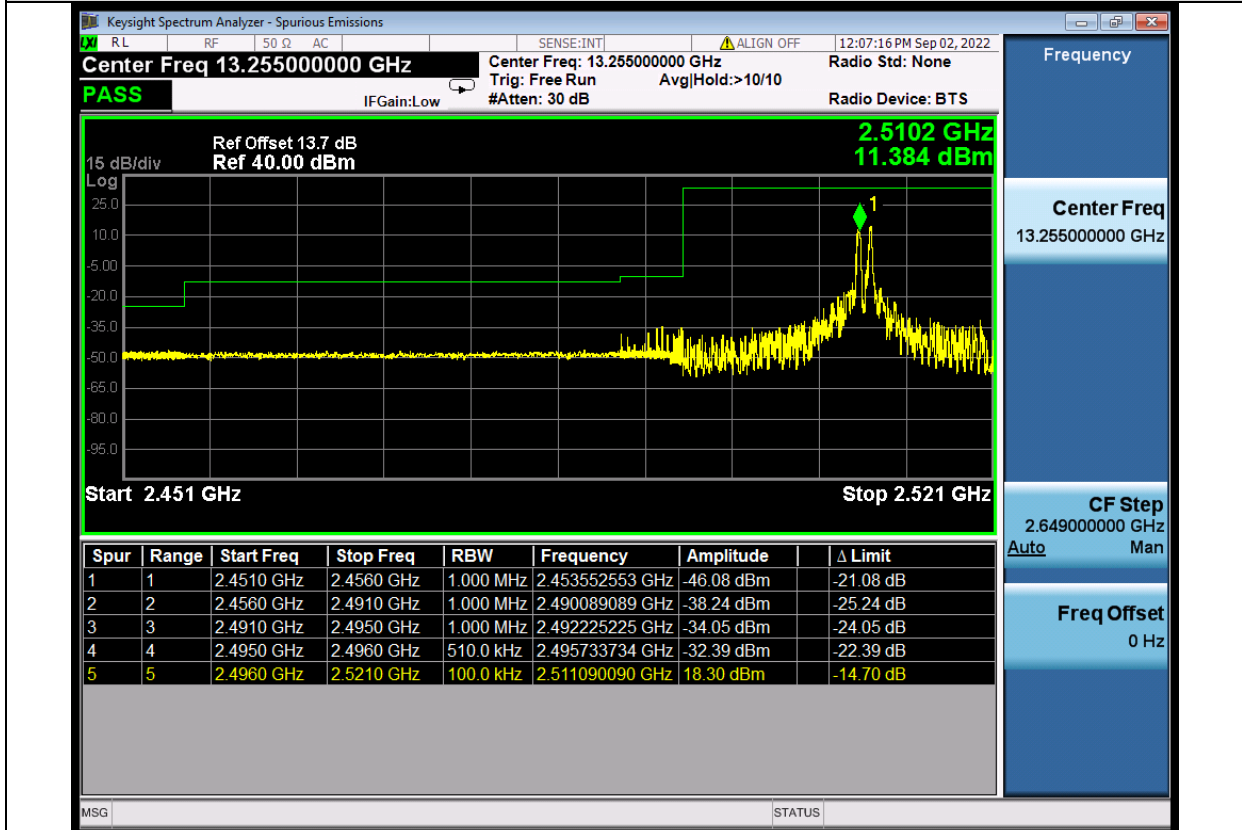 Keysight Spectrum Analyzer - Spurious Emissions
LXI RL RF 50 Ω AC SENSE:INT ALIGN OFF 12:07:16 PM Sep 02, 2022
Center Freq 13.255000000 GHz
Center Freq: 13.255000000 GHz
Radio Std: None
Trig: Free Run Avg|Hold:>10/10
PASS
IFGain:Low
#Atten: 30 dB
Radio Device: BTS
Ref Offset 13.7 dB
2.5102 GHz
15 dB/div Ref 40.00 dBm
11.384 dBm
Log
25.0
10.0
-5.00
-20.0
-35.0
-50.0
-65.0
-80.0
-95.0
1
Start 2.451 GHz Stop 2.521 GHz
Spur Range Start Freq Stop Freq RBW Frequency Amplitude Δ Limit
1 1 2.4510 GHz 2.4560 GHz 1.000 MHz 2.453552553 GHz -46.08 dBm -21.08 dB
2 2 2.4560 GHz 2.4910 GHz 1.000 MHz 2.490089089 GHz -38.24 dBm -25.24 dB
3 3 2.4910 GHz 2.4950 GHz 1.000 MHz 2.492225225 GHz -34.05 dBm -24.05 dB
4 4 2.4950 GHz 2.4960 GHz 510.0 kHz 2.495733734 GHz -32.39 dBm -22.39 dB
5 5 2.4960 GHz 2.5210 GHz 100.0 kHz 2.511090090 GHz 18.30 dBm -14.70 dB
MSG STATUS
Frequency
Center Freq
13.255000000 GHz
CF Step
2.649000000 GHz
Auto Man
Freq Offset
0 Hz